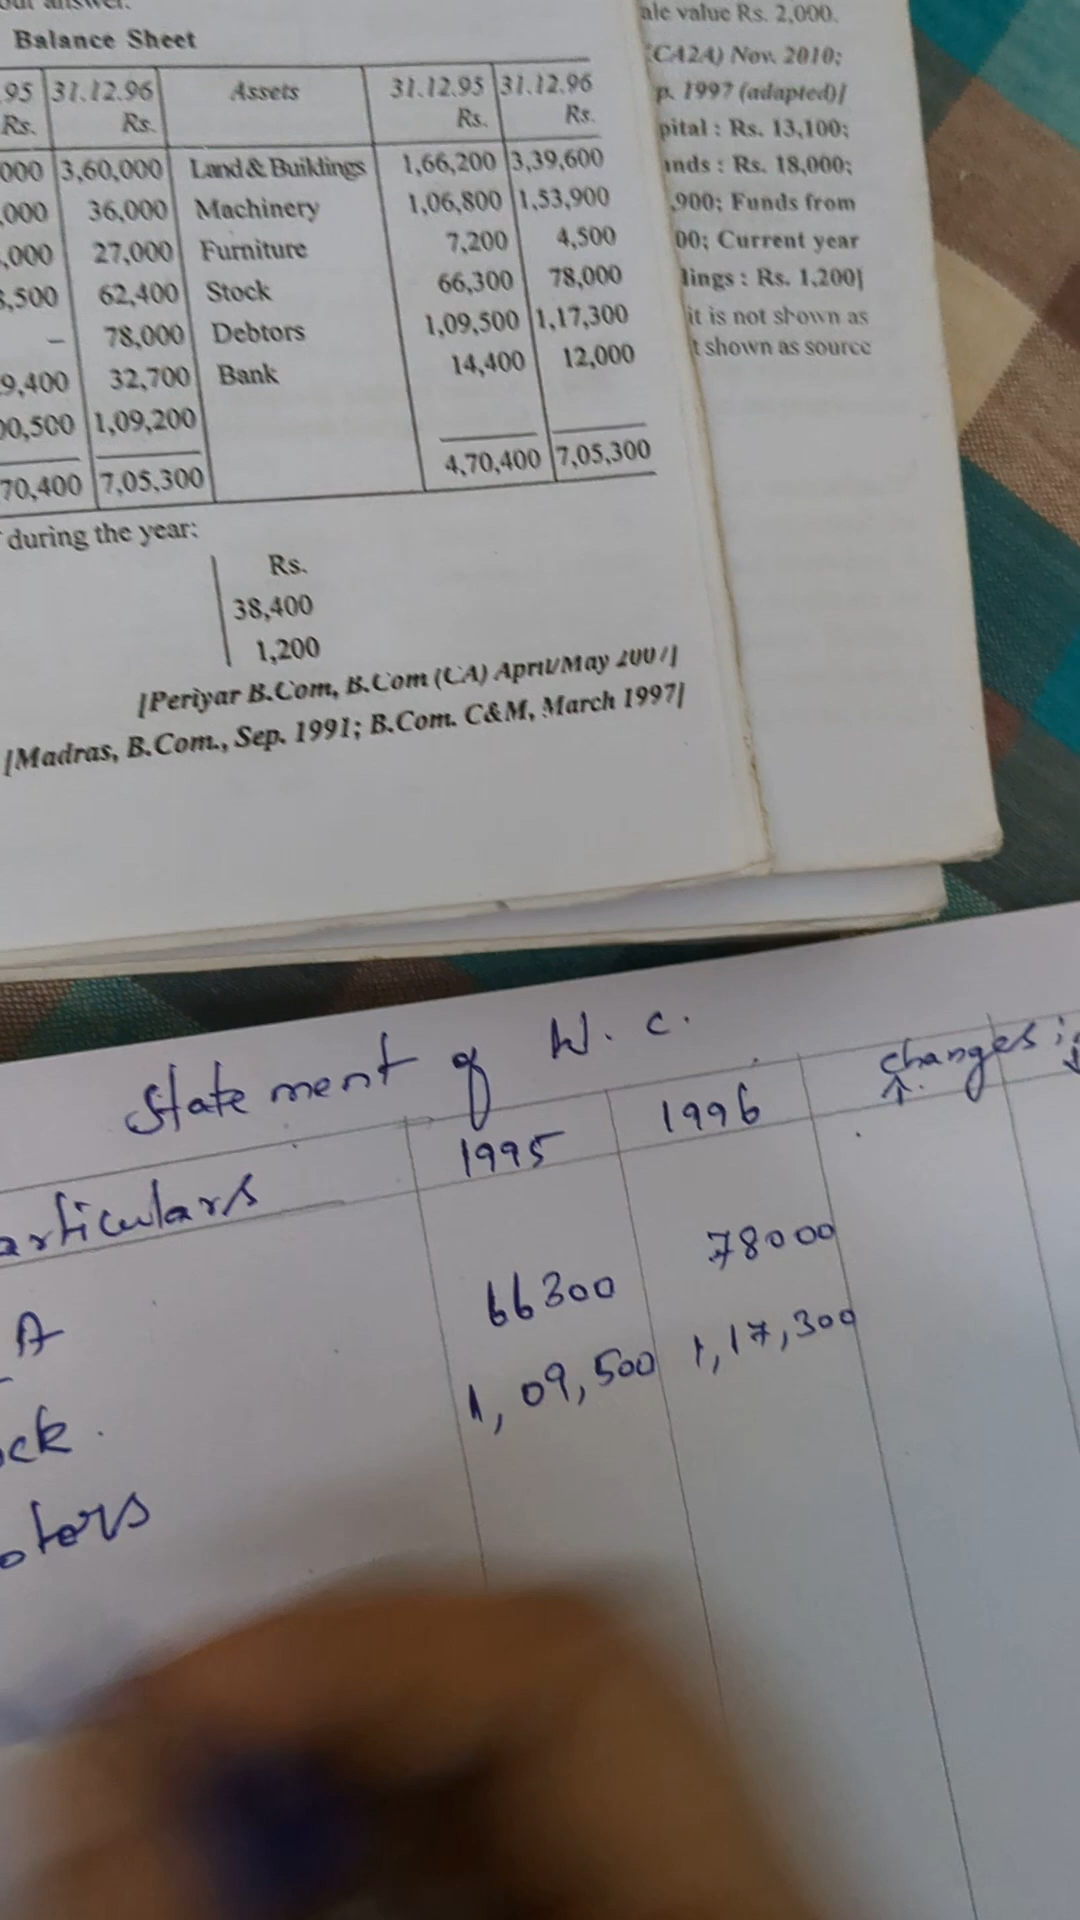 Balance Sheet
95 31.12.96 Assets 31.12.95 31.12.96
Rs. Rs. Rs. Rs.
000 3,60,000 Land & Buildings 1,66,200 3,39,600
,000 36,000 Machinery 1,06,800 1,53,900
,000 27,000 Furniture 7,200 4,500
,500 62,400 Stock 66,300 78,000
– 78,000 Debtors 1,09,500 1,17,300
9,400 32,700 Bank 14,400 12,000
00,500 1,09,200
70,400 7,05,300 4,70,400 7,05,300
during the year:
Rs.
38,400
1,200
[Periyar B.Com, B.Com (CA) April/May 2007]
[Madras, B.Com., Sep. 1991; B.Com. C&M, March 1997]
ale value Rs. 2,000.
CA2A) Nov. 2010;
p. 1997 (adapted)]
pital : Rs. 13,100;
unds : Rs. 18,000;
,900; Funds from
00; Current year
lings : Rs. 1,200]
it is not shown as
t shown as source
Statement of W. c.
articulars 1995 1996 changes in
↑. ↓
A
ock. 66300 78000
otors 1,09,500 1,17,300